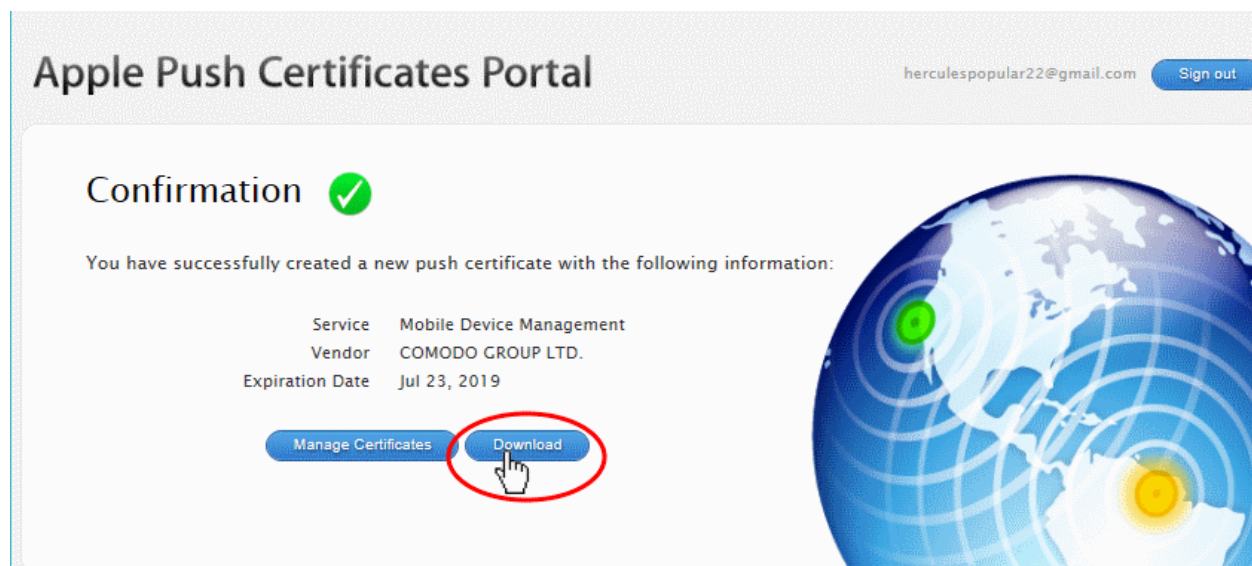 Apple Push Certificates Portal
herculespopular22@gmail.com Sign out
Confirmation
You have successfully created a new push certificate with the following information:
Service Mobile Device Management
Vendor COMODO GROUP LTD.
Expiration Date Jul 23, 2019
Manage Certificates Download